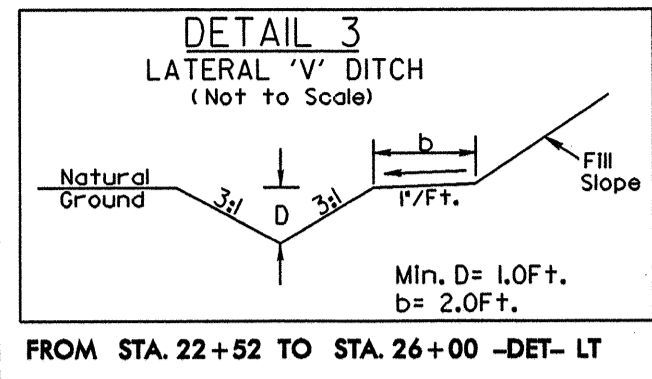 DETAIL 3
LATERAL 'V' DITCH
(Not to Scale)
b
Natural
Ground
3:1
D
3:1
1"/Ft.
Fill
Slope
Min. D= 1.0Ft.
b= 2.0Ft.
FROM STA. 22+52 TO STA. 26+00 -DET- LT